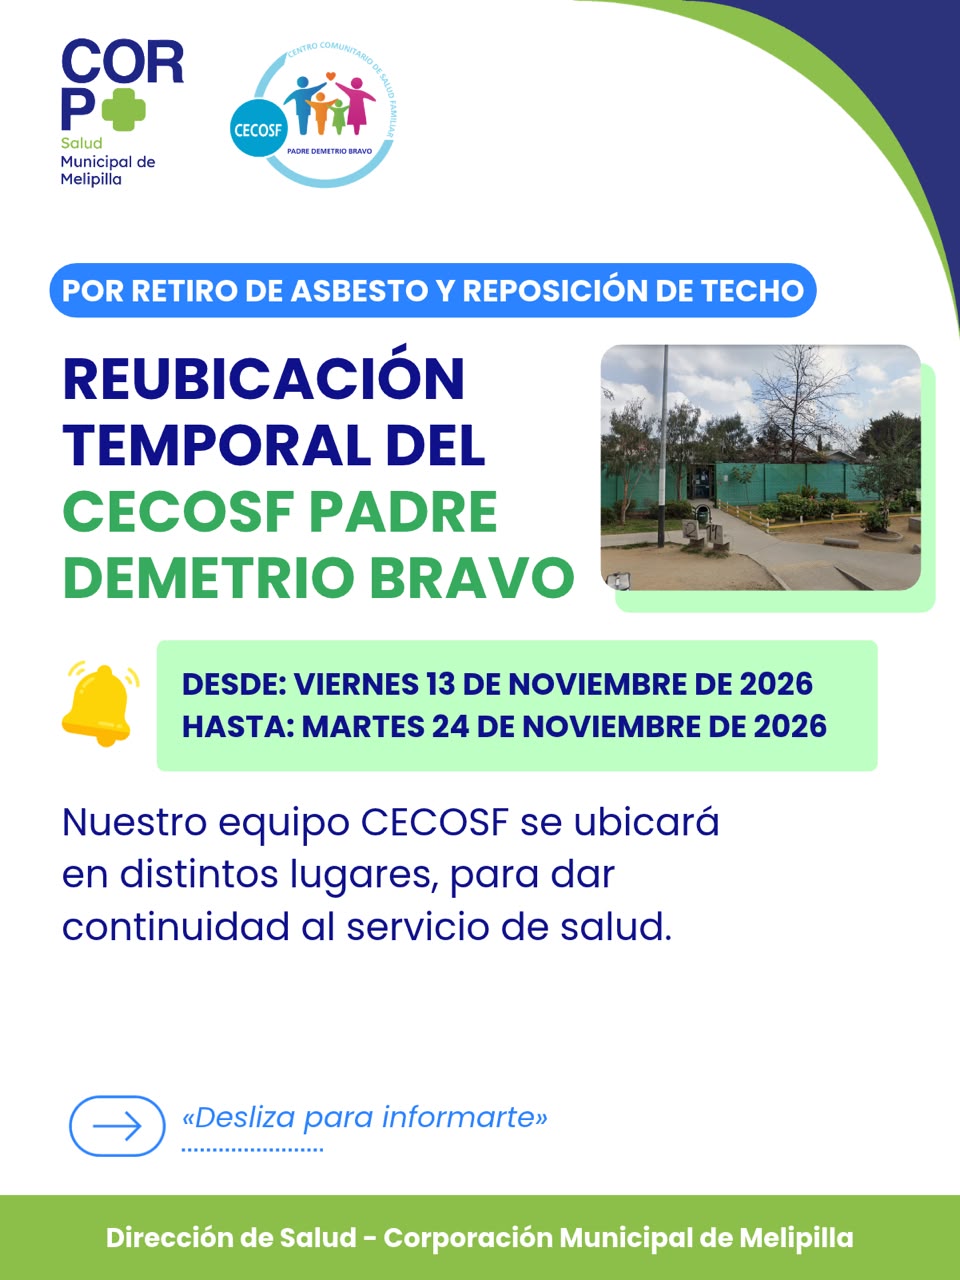 COR
P
Salud
Municipal de
Melipilla
CENTRO COMUNITARIO DE SALUD FAMILIAR
CECOSF
PADRE DEMETRIO BRAVO
POR RETIRO DE ASBESTO Y REPOSICIÓN DE TECHO
REUBICACIÓN
TEMPORAL DEL
CECOSF PADRE
DEMETRIO BRAVO
DESDE: VIERNES 13 DE NOVIEMBRE DE 2026
HASTA: MARTES 24 DE NOVIEMBRE DE 2026
Nuestro equipo CECOSF se ubicará
en distintos lugares, para dar
continuidad al servicio de salud.
«Desliza para informarte»
Dirección de Salud - Corporación Municipal de Melipilla